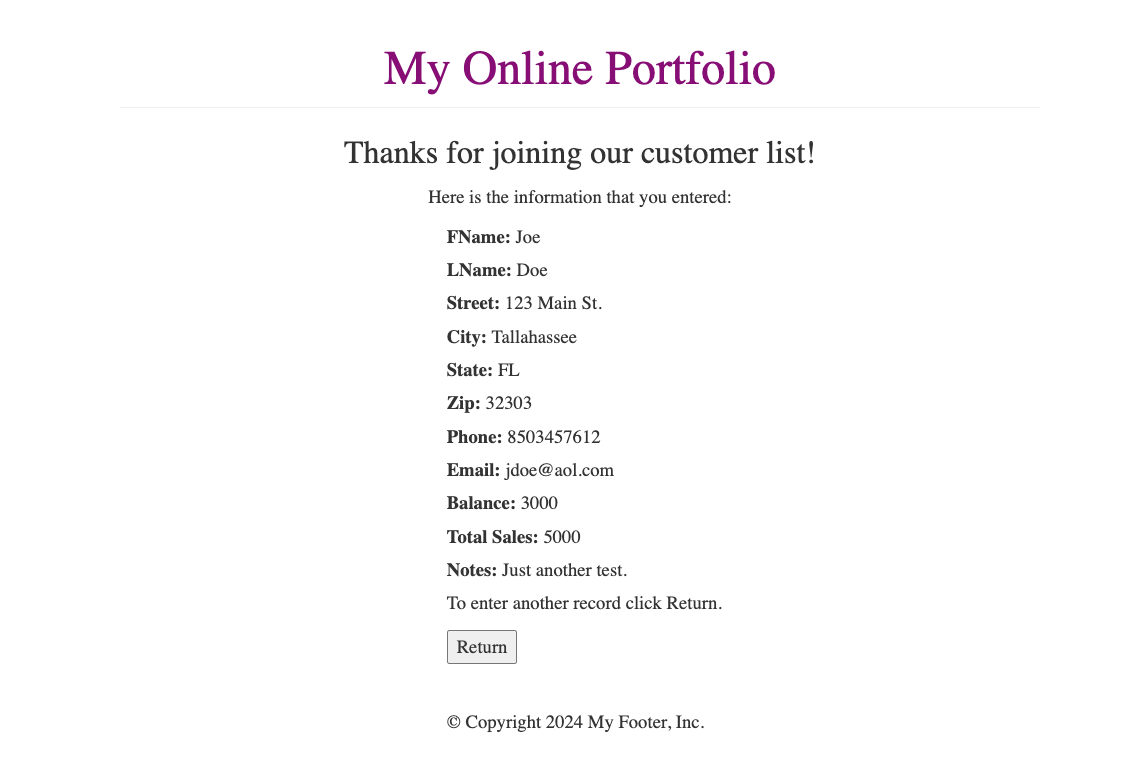 My Online Portfolio
Thanks for joining our customer list!
Here is the information that you entered:
FName: Joe
LName: Doe
Street: 123 Main St.
City: Tallahassee
State: FL
Zip: 32303
Phone: 8503457612
Email: jdoe@aol.com
Balance: 3000
Total Sales: 5000
Notes: Just another test.
To enter another record click Return.
Return
© Copyright 2024 My Footer, Inc.